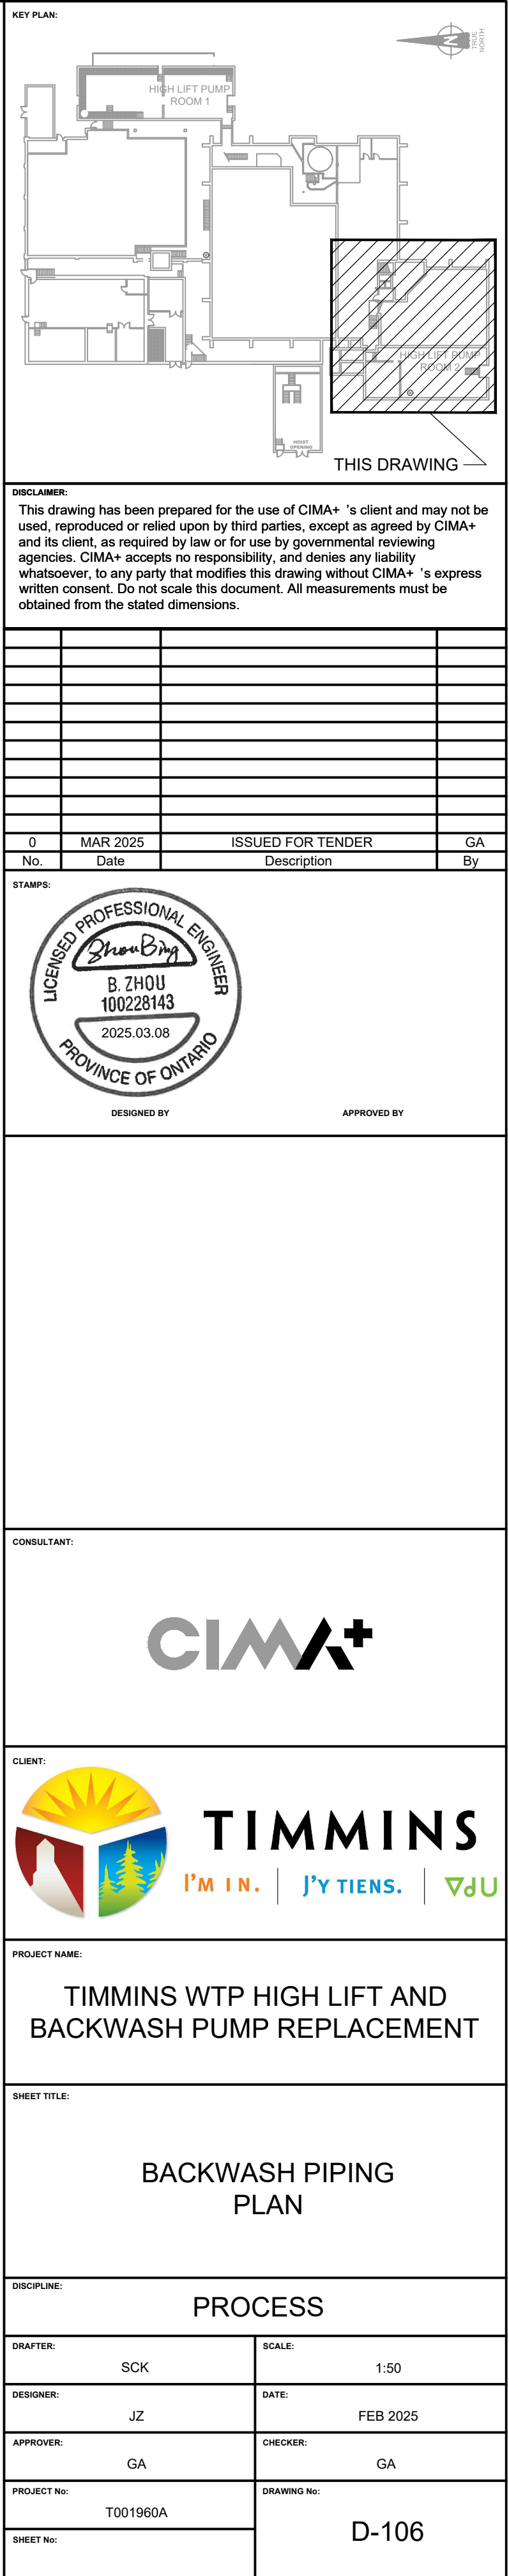 KEY PLAN:
TRUE
NORTH
N
HIGH LIFT PUMP
ROOM 1
HIGH LIFT PUMP
ROOM 2
HOIST
OPENING
THIS DRAWING
DISCLAIMER:
This drawing has been prepared for the use of CIMA+ 's client and may not be
used, reproduced or relied upon by third parties, except as agreed by CIMA+
and its client, as required by law or for use by governmental reviewing
agencies. CIMA+ accepts no responsibility, and denies any liability
whatsoever, to any party that modifies this drawing without CIMA+ 's express
written consent. Do not scale this document. All measurements must be
obtained from the stated dimensions.
0 MAR 2025 ISSUED FOR TENDER GA
No. Date Description By
STAMPS:
LICENSED PROFESSIONAL ENGINEER
Zhou Bing
B. ZHOU
100228143
2025.03.08
PROVINCE OF ONTARIO
DESIGNED BY APPROVED BY
CONSULTANT:
CIMA+
CLIENT:
TIMMINS
I'M IN. J'Y TIENS. ᐁᑯᑌ
PROJECT NAME:
TIMMINS WTP HIGH LIFT AND
BACKWASH PUMP REPLACEMENT
SHEET TITLE:
BACKWASH PIPING
PLAN
DISCIPLINE:
PROCESS
DRAFTER: SCALE:
SCK 1:50
DESIGNER: DATE:
JZ FEB 2025
APPROVER: CHECKER:
GA GA
PROJECT No: DRAWING No:
T001960A
D-106
SHEET No: